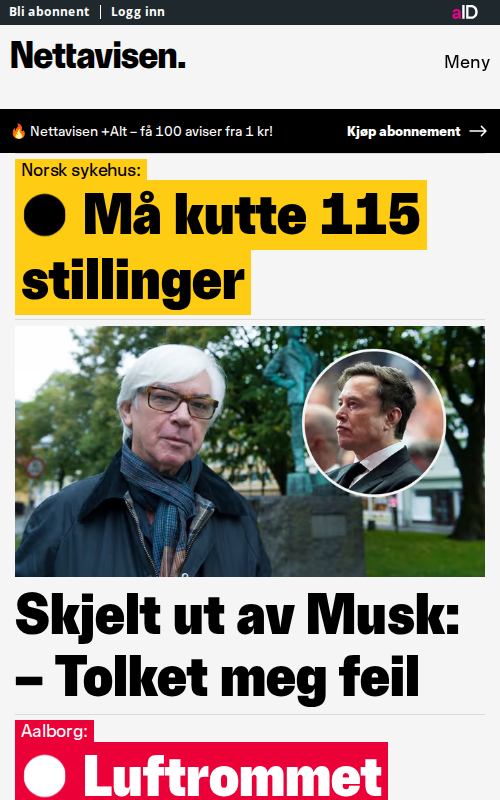 Bli abonnent | Logg inn
aID
Nettavisen.
Meny
🔥 Nettavisen +Alt – få 100 aviser fra 1 kr!
Kjøp abonnement →
Norsk sykehus:
● Må kutte 115
stillinger
Skjelt ut av Musk:
– Tolket meg feil
Aalborg:
● Luftrommet